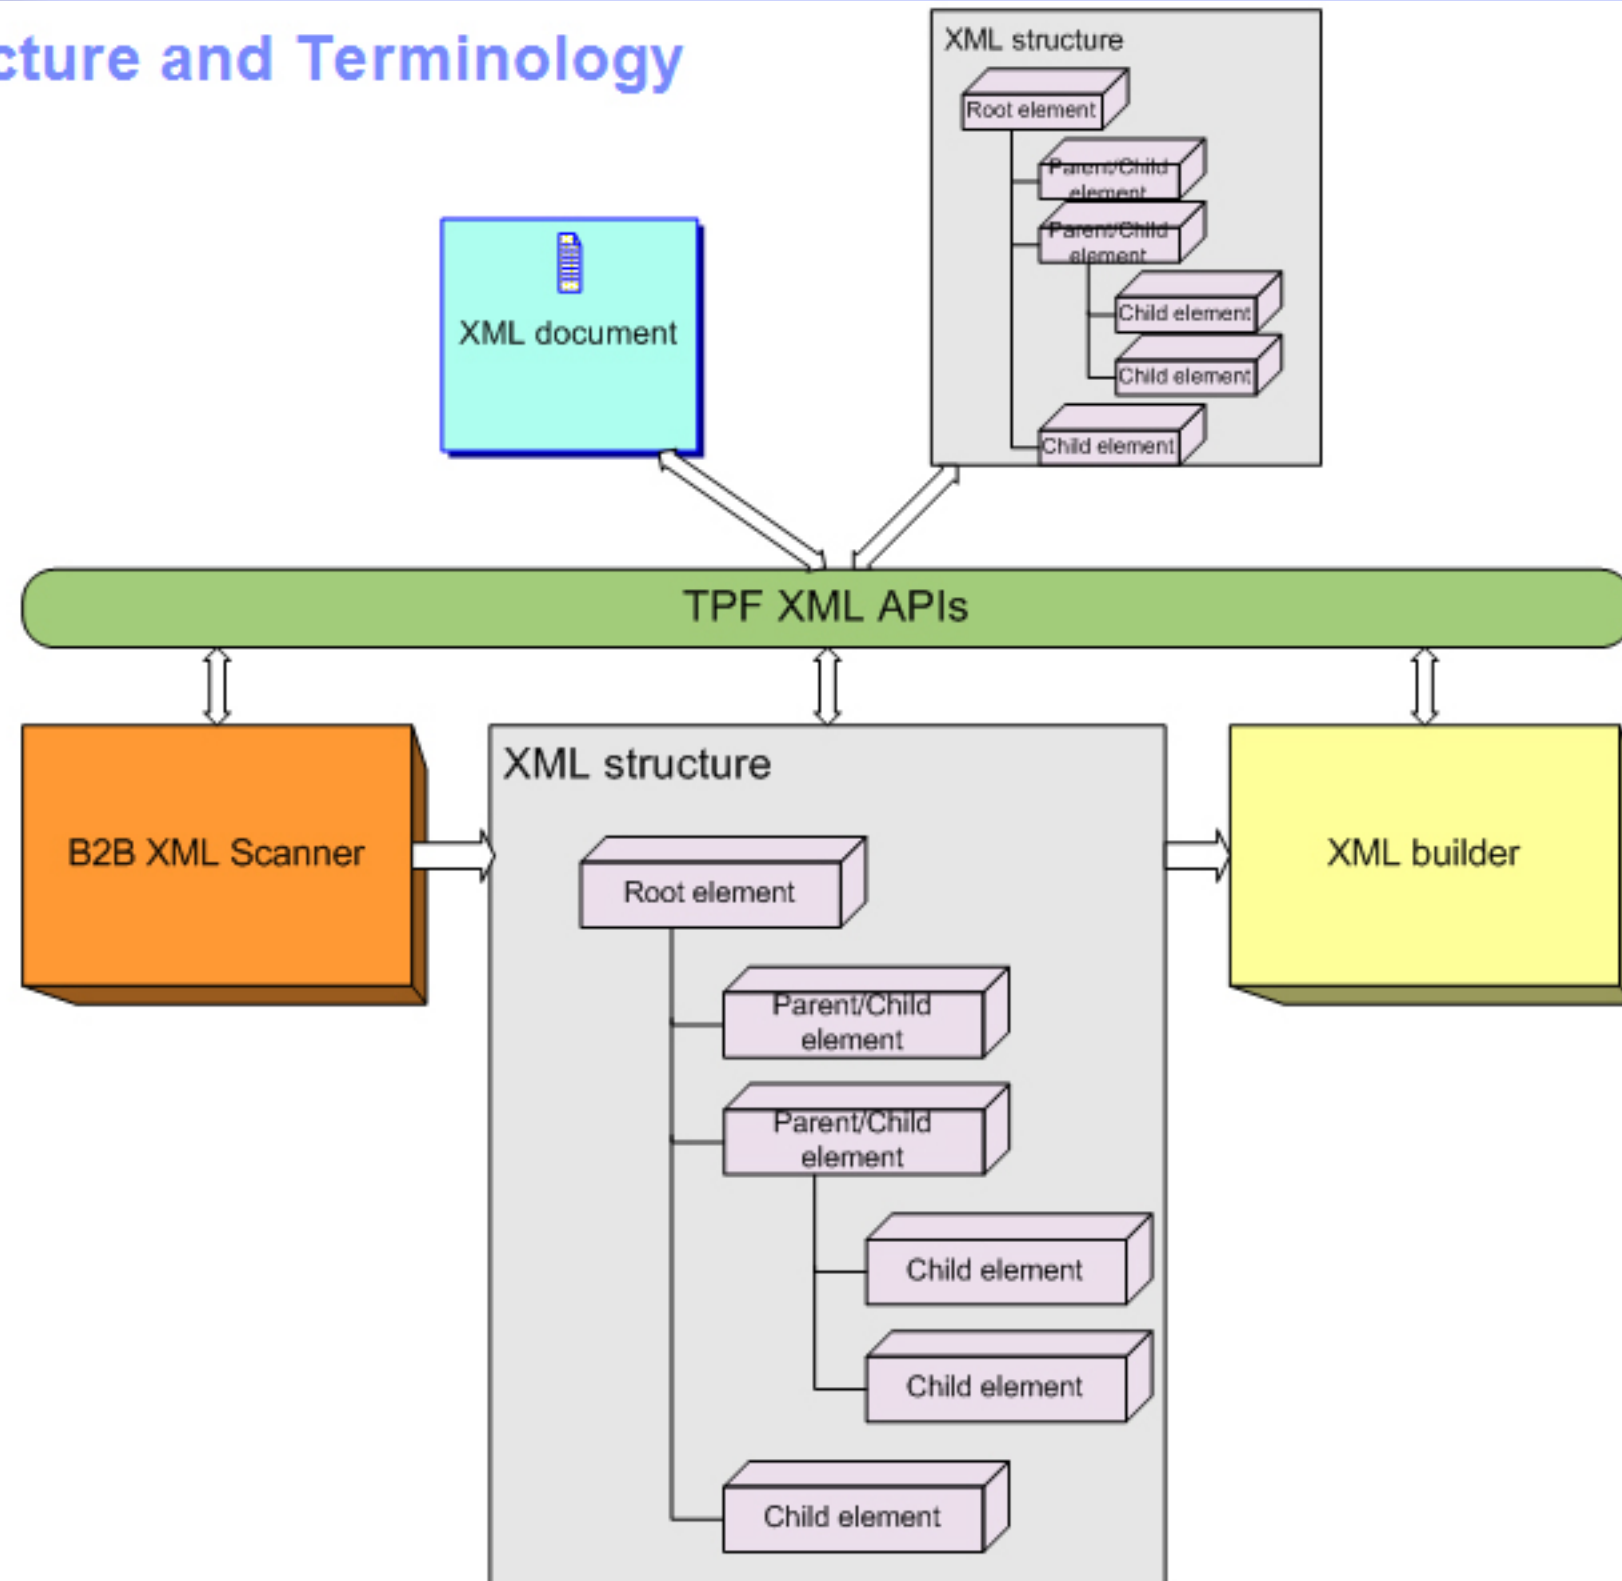 cture and Terminology
XML structure
Root element
Parent/Child
element
Parent/Child
element
Child element
Child element
Child element
XML document
TPF XML APIs
B2B XML Scanner
XML structure
Root element
Parent/Child
element
Parent/Child
element
Child element
Child element
Child element
XML builder